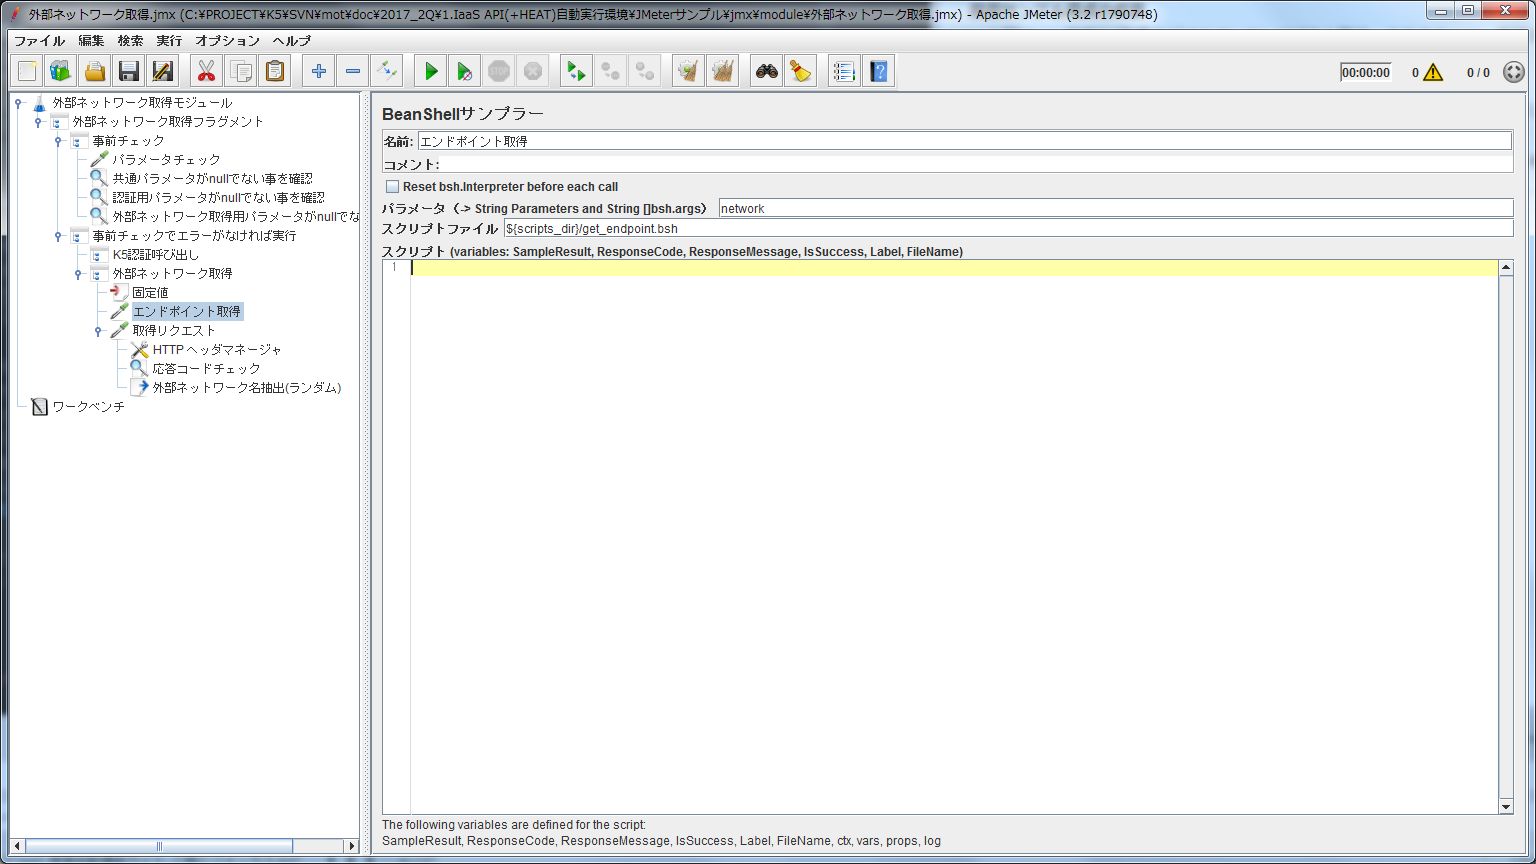 外部ネットワーク取得.jmx (C:¥PROJECT¥K5¥SVN¥mot¥doc¥2017_2Q¥1.IaaS API(+HEAT)自動実行環境¥JMeterサンプル¥jmx¥module¥外部ネットワーク取得.jmx) - Apache JMeter (3.2 r1790748)
ファイル 編集 検索 実行 オプション ヘルプ
STOP
00:00:00 0 0 / 0
外部ネットワーク取得モジュール
外部ネットワーク取得フラグメント
事前チェック
パラメータチェック
共通パラメータがnullでない事を確認
認証用パラメータがnullでない事を確認
外部ネットワーク取得用パラメータがnullでな
事前チェックでエラーがなければ実行
K5認証呼び出し
外部ネットワーク取得
固定値
エンドポイント取得
取得リクエスト
HTTP ヘッダマネージャ
応答コードチェック
外部ネットワーク名抽出(ランダム)
ワークベンチ
BeanShellサンプラー
名前: エンドポイント取得
コメント:
Reset bsh.Interpreter before each call
パラメータ (-> String Parameters and String []bsh.args) network
スクリプトファイル ${scripts_dir}/get_endpoint.bsh
スクリプト (variables: SampleResult, ResponseCode, ResponseMessage, IsSuccess, Label, FileName)
1
The following variables are defined for the script:
SampleResult, ResponseCode, ResponseMessage, IsSuccess, Label, FileName, ctx, vars, props, log